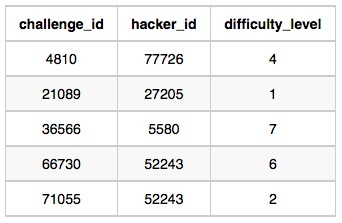 challenge_id hacker_id difficulty_level
4810 77726 4
21089 27205 1
36566 5580 7
66730 52243 6
71055 52243 2